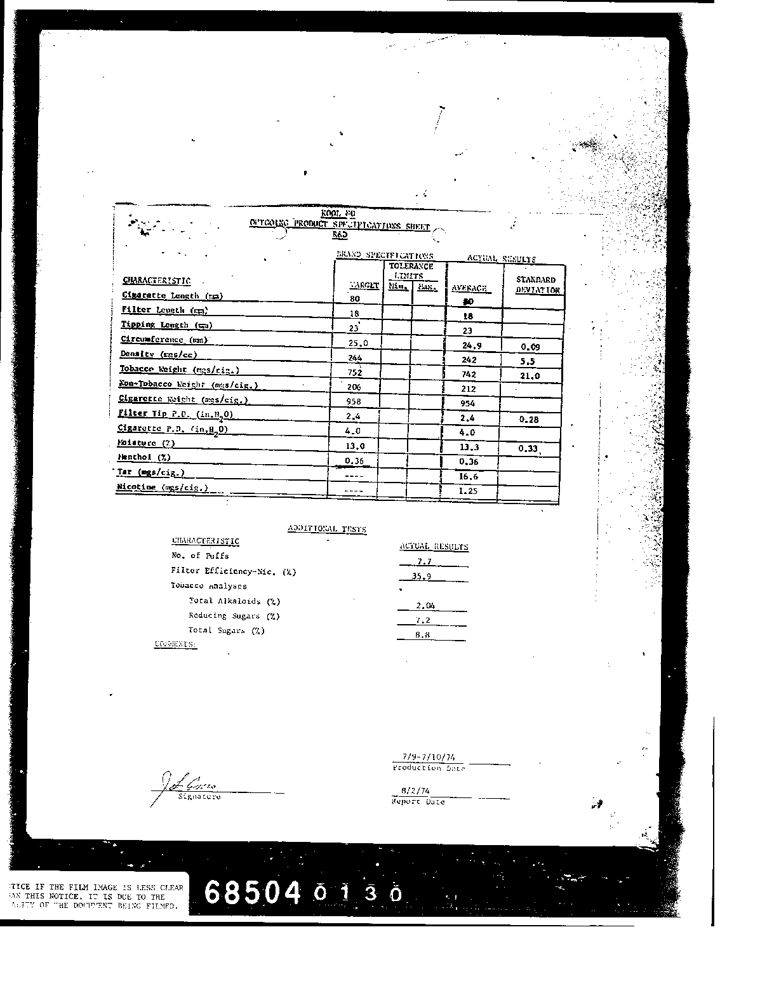 KOOL
OUTGOING PRODUCT SPECIFICATIONS SHEET
R&D
BRAND SPECIFICATIONS ACTUAL RESULTS
TOLERANCE
LIMITS
CHARACTERISTIC TARGET Min. Max. AVERAGE STANDARD DEVIATION
Cigarette Length (mm) 80 80
Filter Length (mm) 18 18
Tipping Length (mm) 23 23
Circumference (mm) 25.0 24.9 0.09
Density (mgs/cc) 244 242 5.5
Tobacco Weight (mgs/cig.) 752 742 21.0
Non-Tobacco Weight (mgs/cig.) 206 212
Cigarette Weight (mgs/cig.) 958 954
Filter Tip P.D. (in.H2O) 2.4 2.4 0.28
Cigarette P.D. (in.H2O) 4.0 4.0
Moisture (%) 13.0 13.3 0.33
Menthol (%) 0.36 0.36
Tar (mgs/cig.) ---- 16.6
Nicotine (mgs/cig.) ---- 1.25
ADDITIONAL TESTS
CHARACTERISTIC ACTUAL RESULTS
No. of Puffs 7.7
Filter Efficiency-Nic. (%) 35.9
Tobacco Analyses
Total Alkaloids (%) 2.04
Reducing Sugars (%) 7.2
Total Sugars (%) 8.8
COMMENTS:
7/9-7/10/74
Production Date
Signature
8/2/74
Report Date
TICE IF THE FILM IMAGE IS LESS CLEAR
AN THIS NOTICE, IT IS DUE TO THE
ALITY OF THE DOCUMENT BEING FILMED.
68504 0130